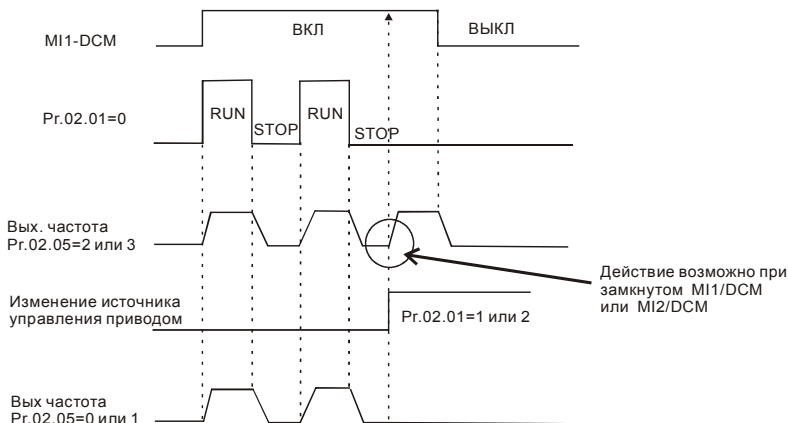 MI1-DCM
ВКЛ
ВЫКЛ
Pr.02.01=0
RUN
STOP
RUN
STOP
Вых. частота
Pr.02.05=2 или 3
Действие возможно при
замкнутом MI1/DCM
или MI2/DCM
Изменение источника
управления приводом
Pr.02.01=1 или 2
Вых частота
Pr.02.05=0 или 1